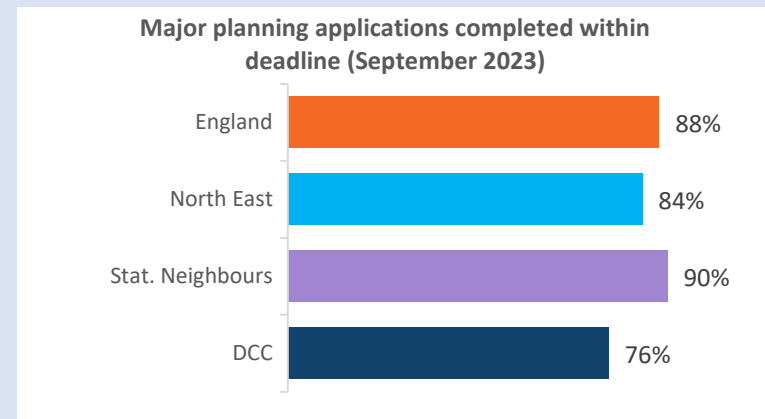 Major planning applications completed within
deadline (September 2023)
England 88%
North East 84%
Stat. Neighbours 90%
DCC 76%